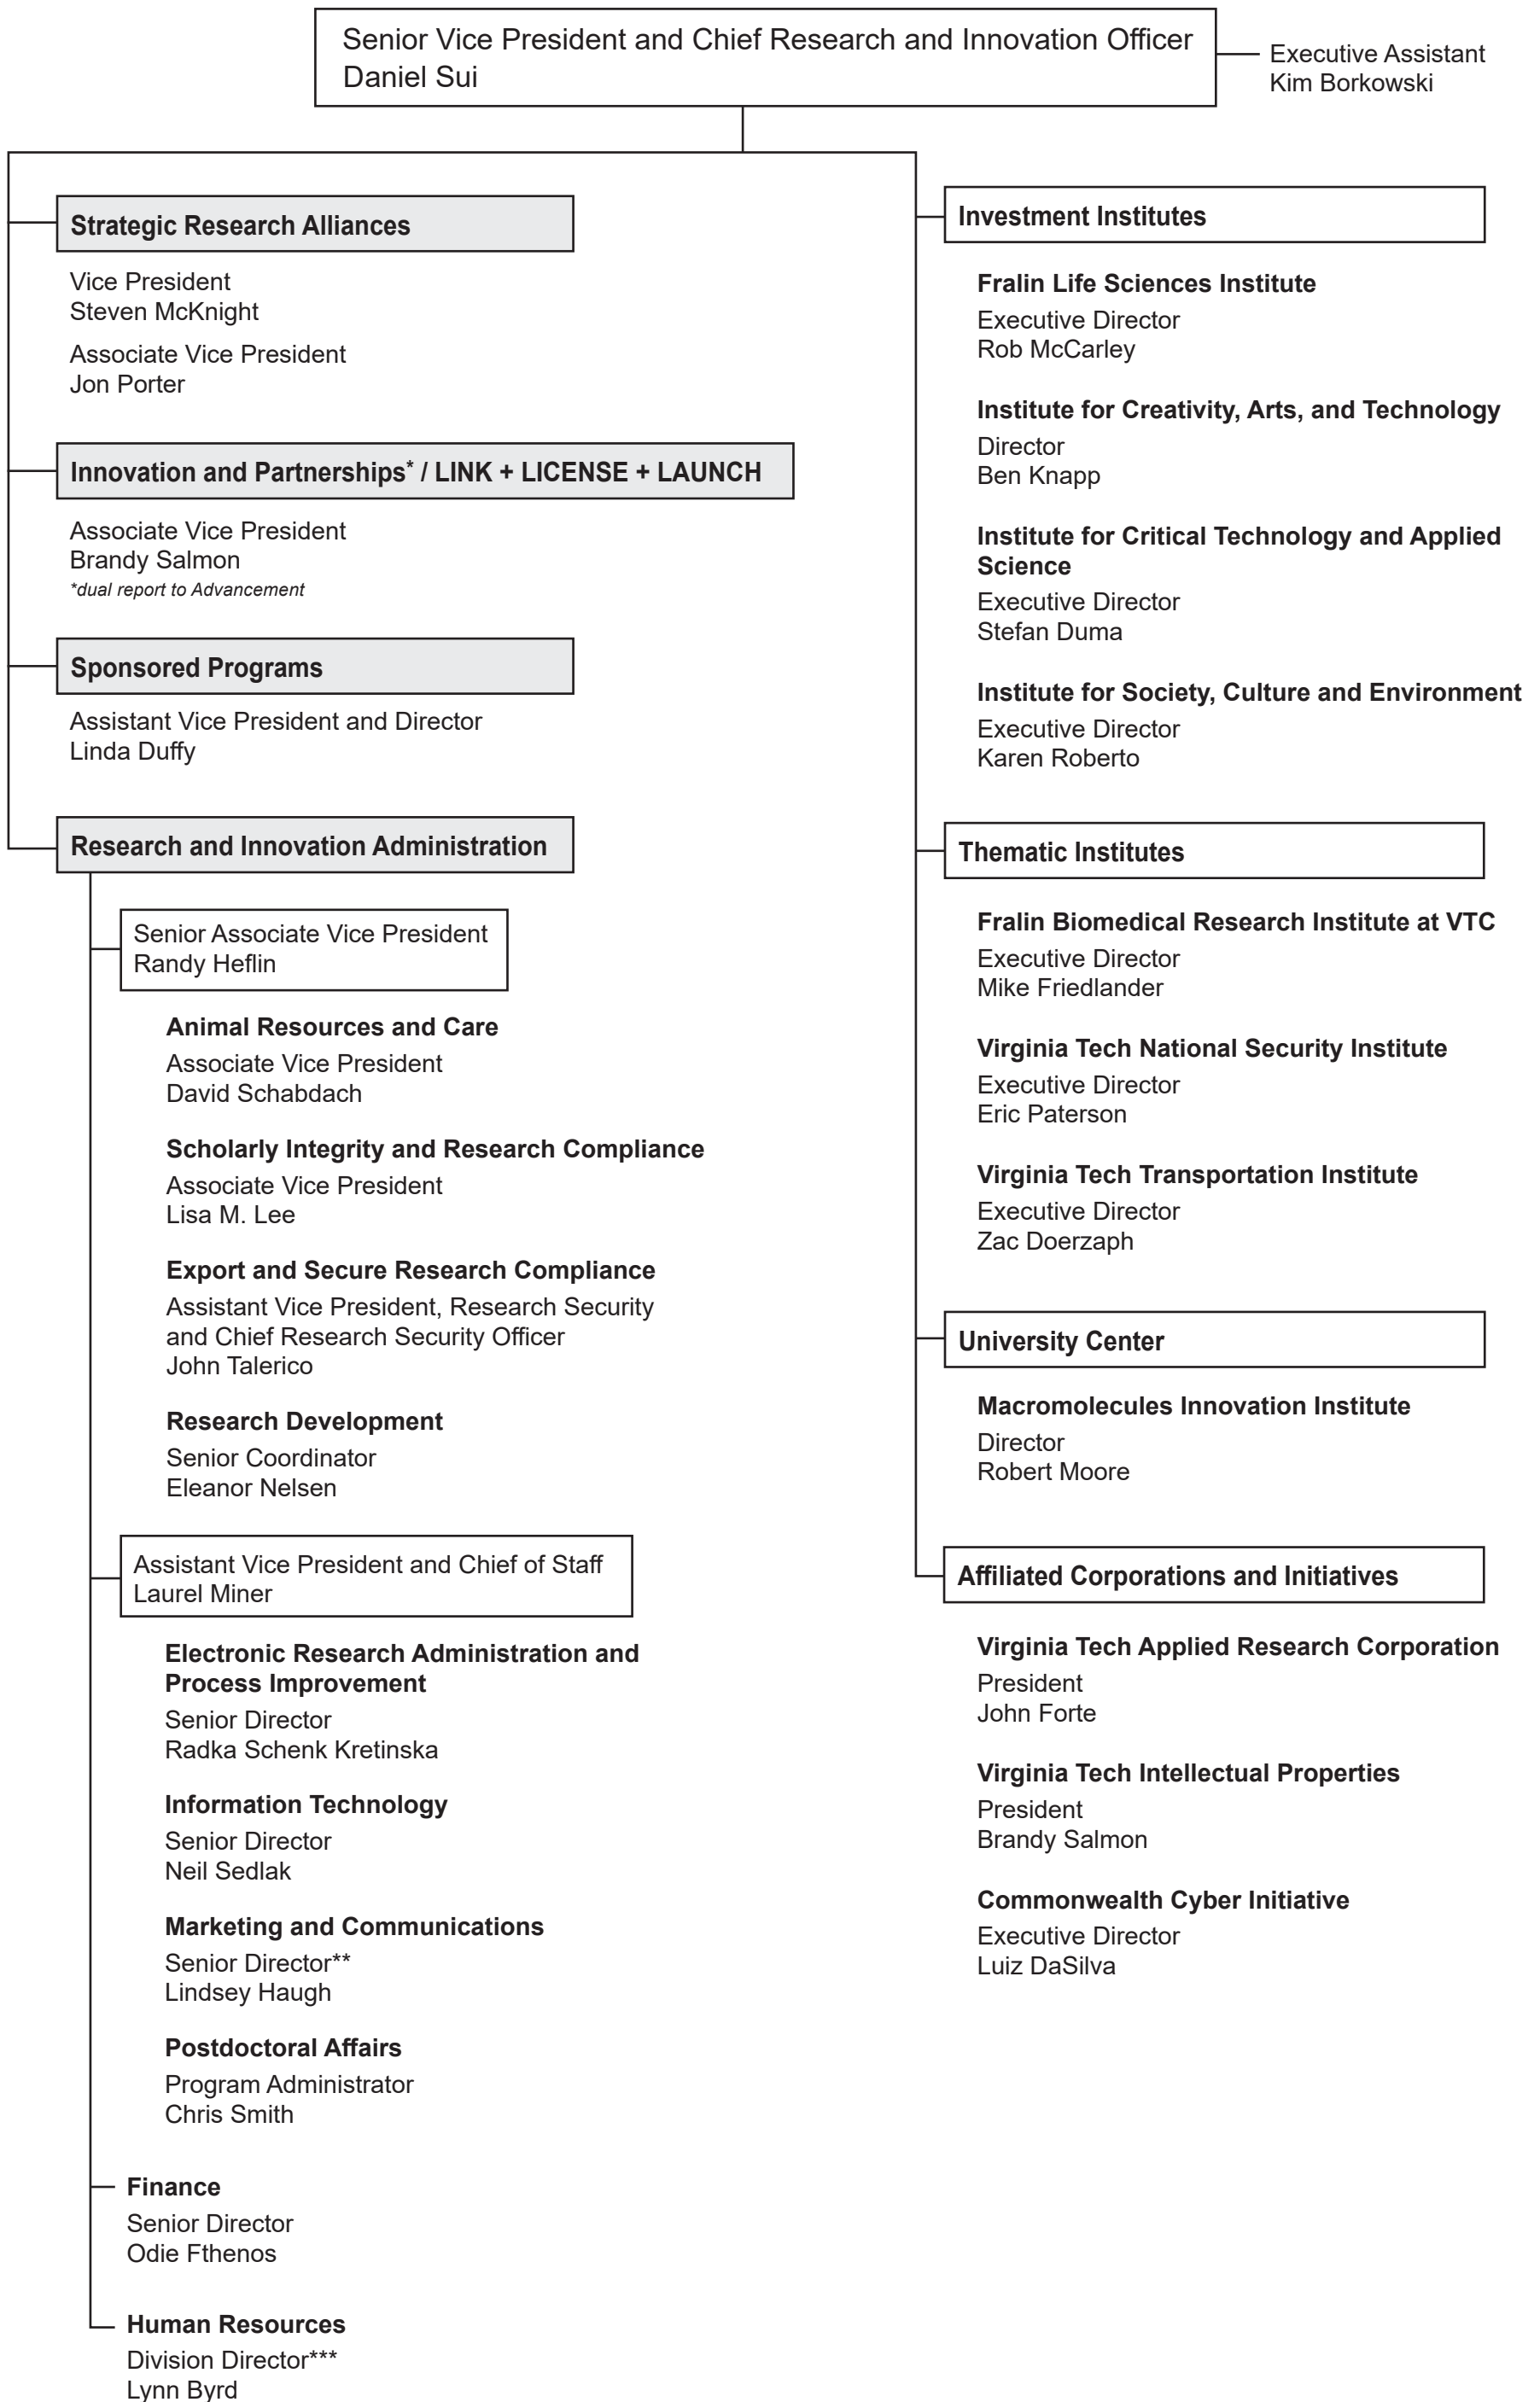 Senior Vice President and Chief Research and Innovation Officer
Daniel Sui
Executive Assistant
Kim Borkowski
Strategic Research Alliances
Vice President
Steven McKnight
Associate Vice President
Jon Porter
Innovation and Partnerships* / LINK + LICENSE + LAUNCH
Associate Vice President
Brandy Salmon
*dual report to Advancement
Sponsored Programs
Assistant Vice President and Director
Linda Duffy
Research and Innovation Administration
Senior Associate Vice President
Randy Heflin
Animal Resources and Care
Associate Vice President
David Schabdach
Scholarly Integrity and Research Compliance
Associate Vice President
Lisa M. Lee
Export and Secure Research Compliance
Assistant Vice President, Research Security
and Chief Research Security Officer
John Talerico
Research Development
Senior Coordinator
Eleanor Nelsen
Assistant Vice President and Chief of Staff
Laurel Miner
Electronic Research Administration and
Process Improvement
Senior Director
Radka Schenk Kretinska
Information Technology
Senior Director
Neil Sedlak
Marketing and Communications
Senior Director**
Lindsey Haugh
Postdoctoral Affairs
Program Administrator
Chris Smith
Finance
Senior Director
Odie Fthenos
Human Resources
Division Director***
Lynn Byrd
Investment Institutes
Fralin Life Sciences Institute
Executive Director
Rob McCarley
Institute for Creativity, Arts, and Technology
Director
Ben Knapp
Institute for Critical Technology and Applied
Science
Executive Director
Stefan Duma
Institute for Society, Culture and Environment
Executive Director
Karen Roberto
Thematic Institutes
Fralin Biomedical Research Institute at VTC
Executive Director
Mike Friedlander
Virginia Tech National Security Institute
Executive Director
Eric Paterson
Virginia Tech Transportation Institute
Executive Director
Zac Doerzaph
University Center
Macromolecules Innovation Institute
Director
Robert Moore
Affiliated Corporations and Initiatives
Virginia Tech Applied Research Corporation
President
John Forte
Virginia Tech Intellectual Properties
President
Brandy Salmon
Commonwealth Cyber Initiative
Executive Director
Luiz DaSilva